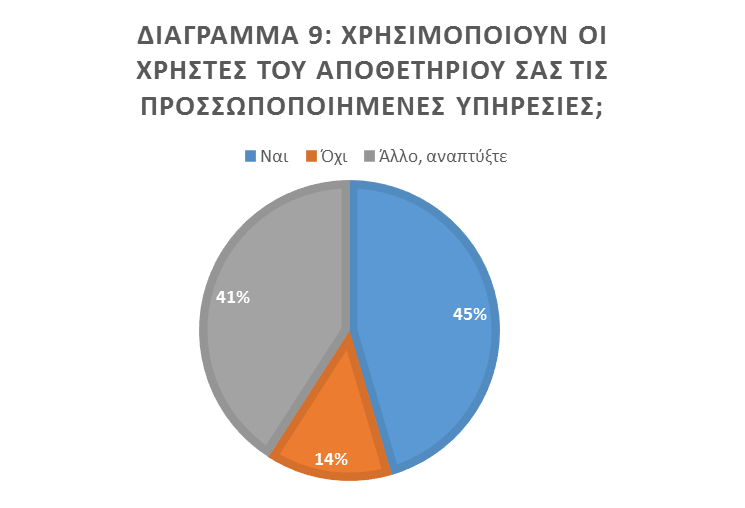 ΔΙΑΓΡΑΜΜΑ 9: ΧΡΗΣΙΜΟΠΟΙΟΥΝ ΟΙ
ΧΡΗΣΤΕΣ ΤΟΥ ΑΠΟΘΕΤΗΡΙΟΥ ΣΑΣ ΤΙΣ
ΠΡΟΣΣΩΠΟΠΟΙΗΜΕΝΕΣ ΥΠΗΡΕΣΙΕΣ;
Ναι Όχι Άλλο, αναπτύξτε
41%
45%
14%